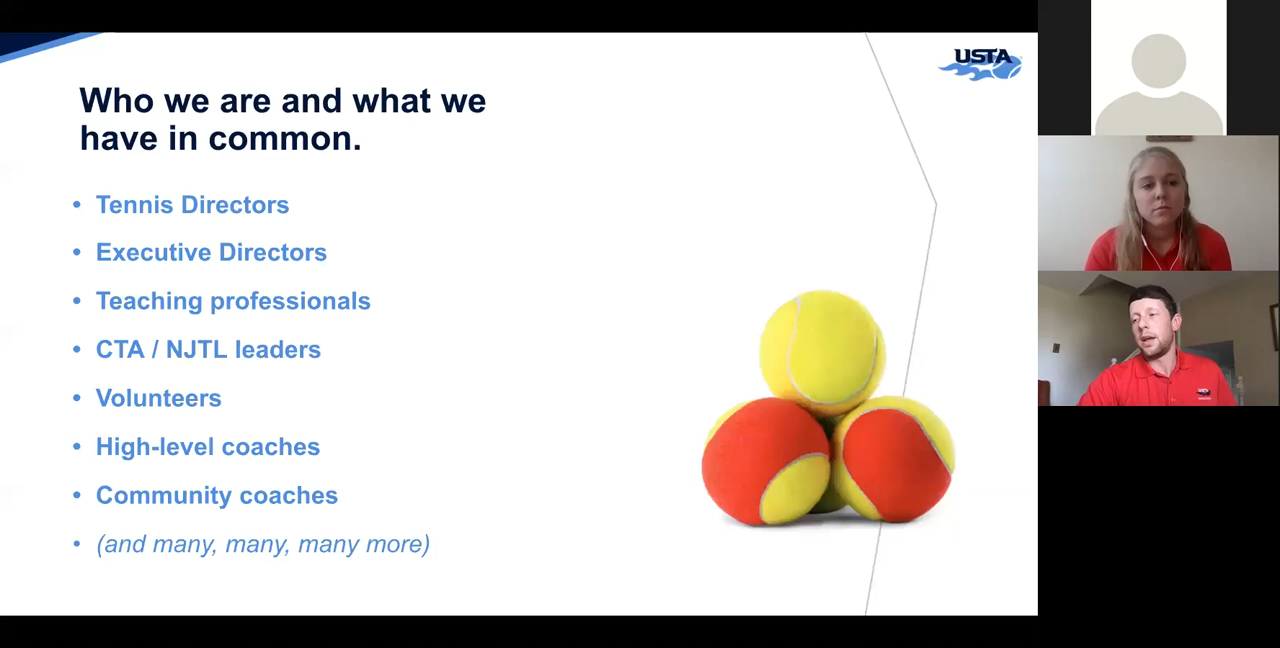 USTA
Who we are and what we
have in common.
• Tennis Directors
• Executive Directors
• Teaching professionals
• CTA / NJTL leaders
• Volunteers
• High-level coaches
• Community coaches
• (and many, many, many more)